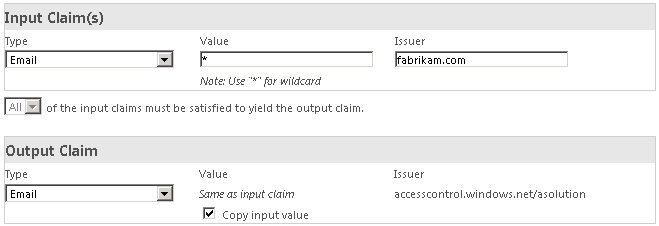 Input Claim(s)
Type Value Issuer
Email * fabrikam.com
Note: Use "*" for wildcard
All of the input claims must be satisfied to yield the output claim.
Output Claim
Type Value Issuer
Email Same as input claim accesscontrol.windows.net/asolution
Copy input value